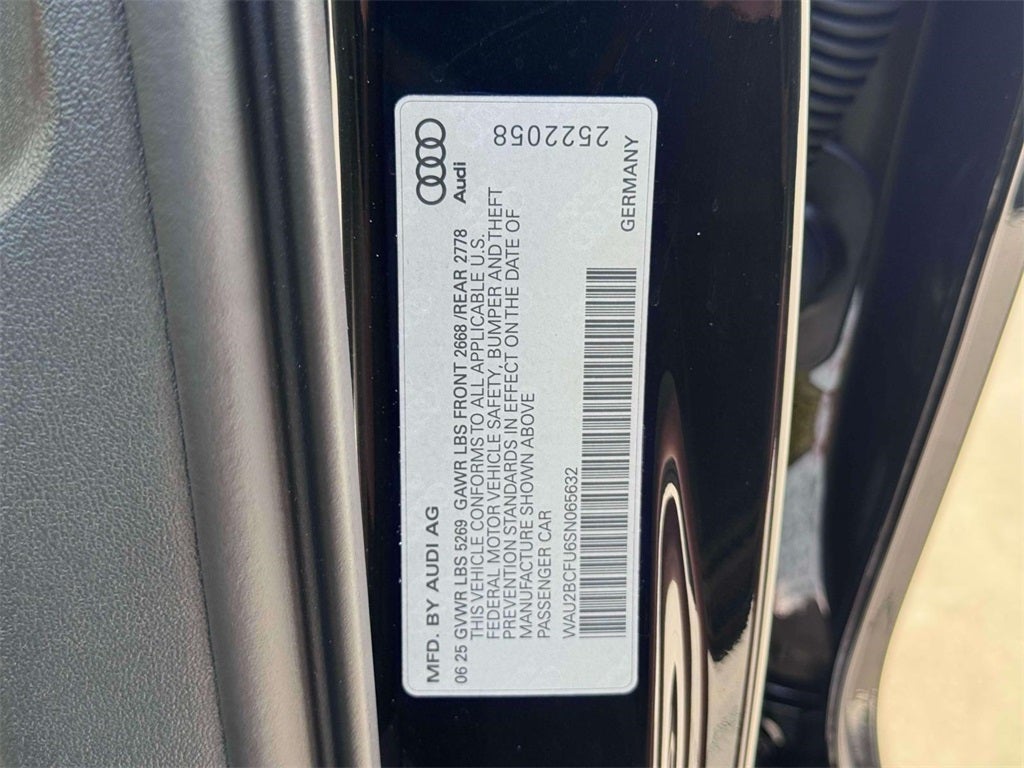 MFD. BY AUDI AG
Audi
06 25 GVWR LBS 5269 GAWR LBS FRONT 2668 /REAR 2778
THIS VEHICLE CONFORMS TO ALL APPLICABLE U.S.
FEDERAL MOTOR VEHICLE SAFETY, BUMPER AND THEFT
PREVENTION STANDARDS IN EFFECT ON THE DATE OF
MANUFACTURE SHOWN ABOVE
PASSENGER CAR
WAU2BCFU6SN065632
GERMANY
2522058